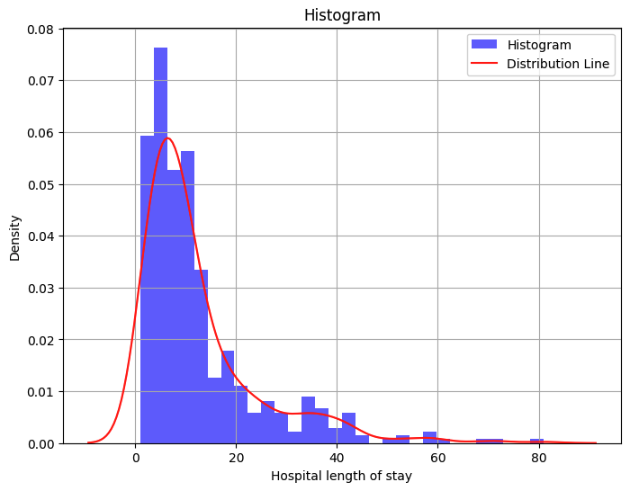 Histogram
0.08
0.07
0.06
0.05
0.04
0.03
0.02
0.01
0.00
Density
Histogram
Distribution Line
0 20 40 60 80
Hospital length of stay